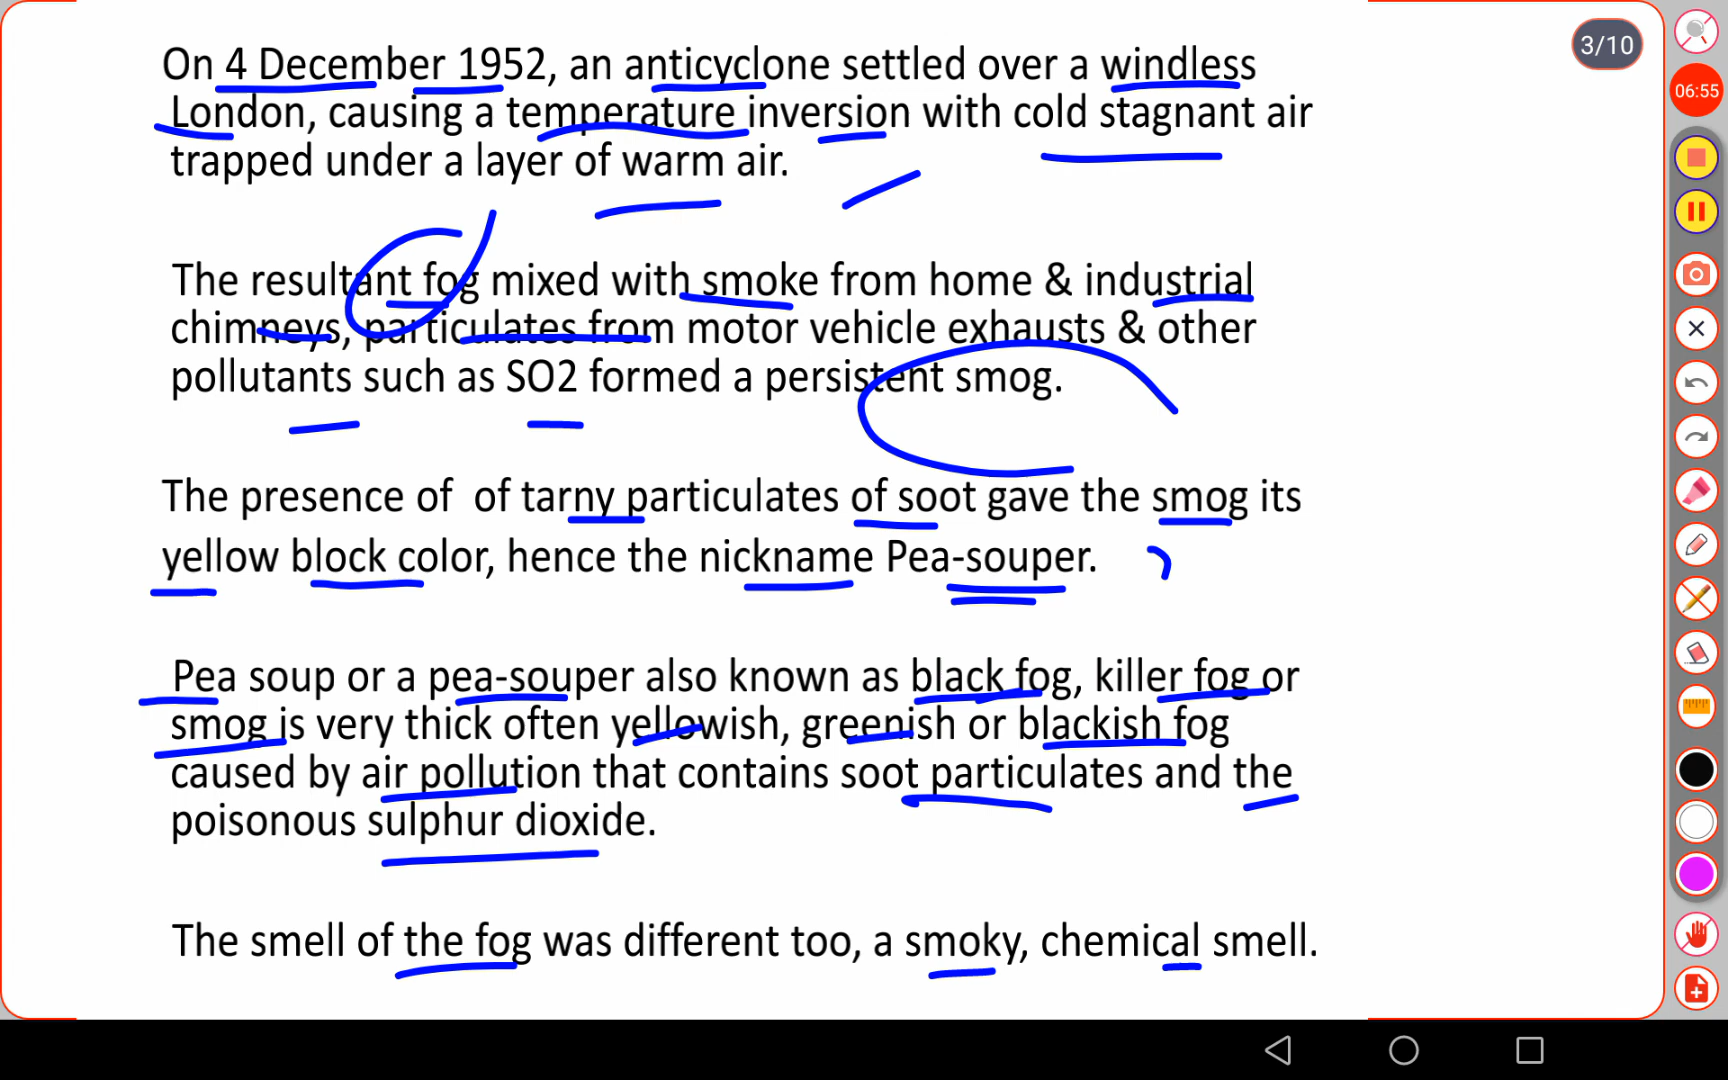 On 4 December 1952, an anticyclone settled over a windless
London, causing a temperature inversion with cold stagnant air
trapped under a layer of warm air.
The resultant fog mixed with smoke from home & industrial
chimneys, particulates from motor vehicle exhausts & other
pollutants such as SO2 formed a persistent smog.
The presence of  of tarny particulates of soot gave the smog its
yellow block color, hence the nickname Pea-souper.
Pea soup or a pea-souper also known as black fog, killer fog or
smog is very thick often yellowish, greenish or blackish fog
caused by air pollution that contains soot particulates and the
poisonous sulphur dioxide.
The smell of the fog was different too, a smoky, chemical smell.
3/10
06:55